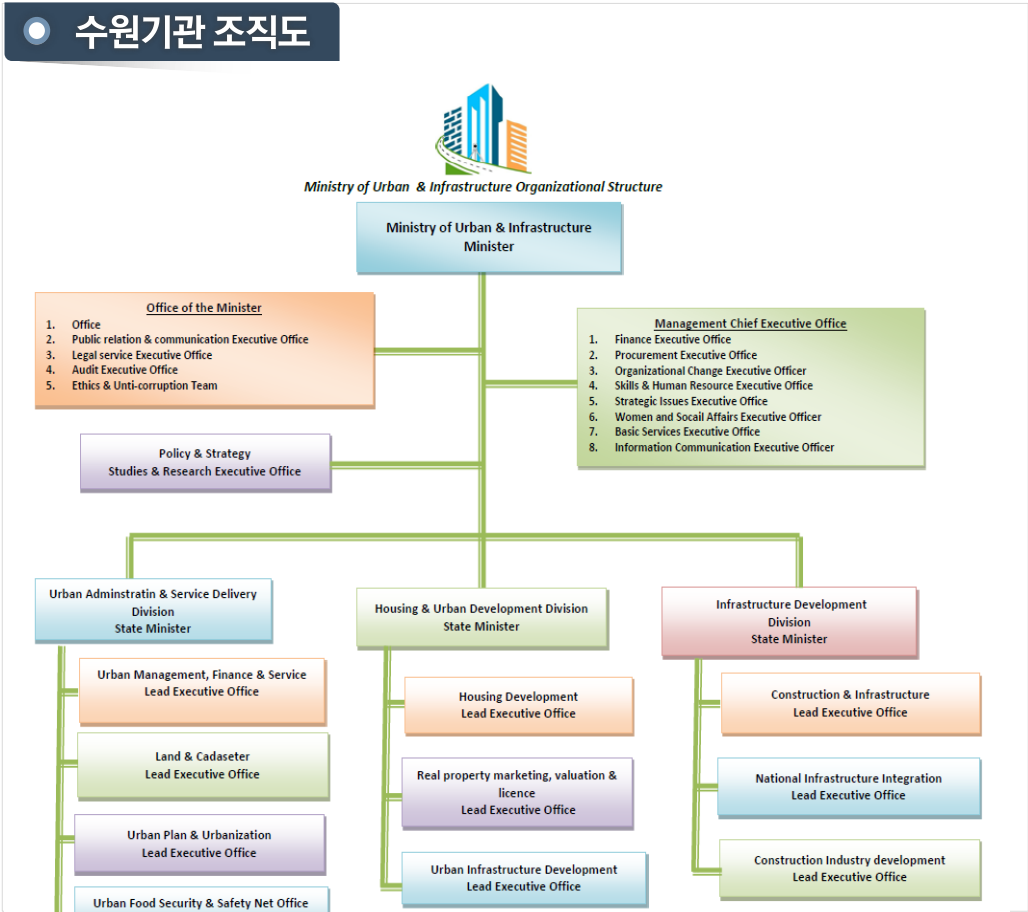 수원기관 조직도
Ministry of Urban & Infrastructure Organizational Structure
Ministry of Urban & Infrastructure
Minister
Office of the Minister
1. Office
2. Public relation & communication Executive Office
3. Legal service Executive Office
4. Audit Executive Office
5. Ethics & Unti-corruption Team
Management Chief Executive Office
1. Finance Executive Office
2. Procurement Executive Office
3. Organizational Change Executive Officer
4. Skills & Human Resource Executive Office
5. Strategic Issues Executive Office
6. Women and Socail Affairs Executive Officer
7. Basic Services Executive Office
8. Information Communication Executive Officer
Policy & Strategy
Studies & Research Executive Office
Urban Adminstratin & Service Delivery
Division
State Minister
Urban Management, Finance & Service
Lead Executive Office
Land & Cadaseter
Lead Executive Office
Urban Plan & Urbanization
Lead Executive Office
Urban Food Security & Safety Net Office
Housing & Urban Development Division
State Minister
Housing Development
Lead Executive Office
Real property marketing, valuation &
licence
Lead Executive Office
Urban Infrastructure Development
Lead Executive Office
Infrastructure Development
Division
State Minister
Construction & Infrastructure
Lead Executive Office
National Infrastructure Integration
Lead Executive Office
Construction Industry development
Lead Executive Office